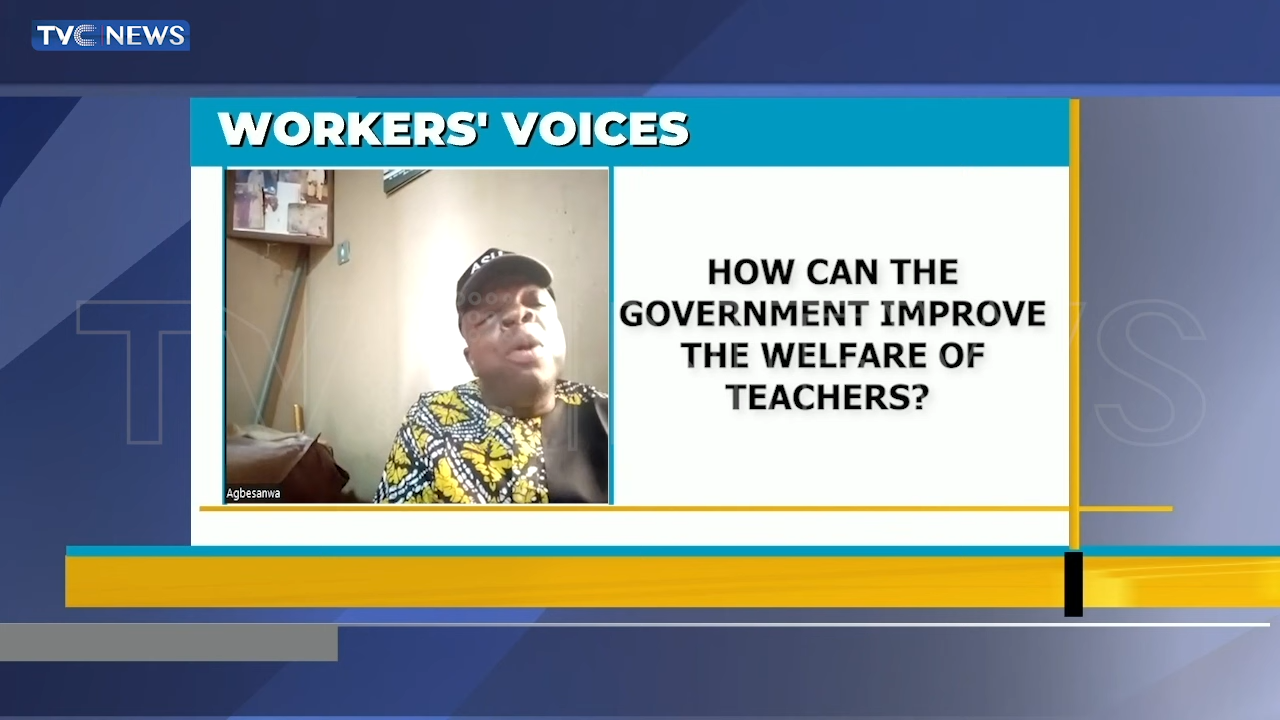 TVC NEWS
WORKERS' VOICES
HOW CAN THE
GOVERNMENT IMPROVE
THE WELFARE OF
TEACHERS?
Agbesanwa